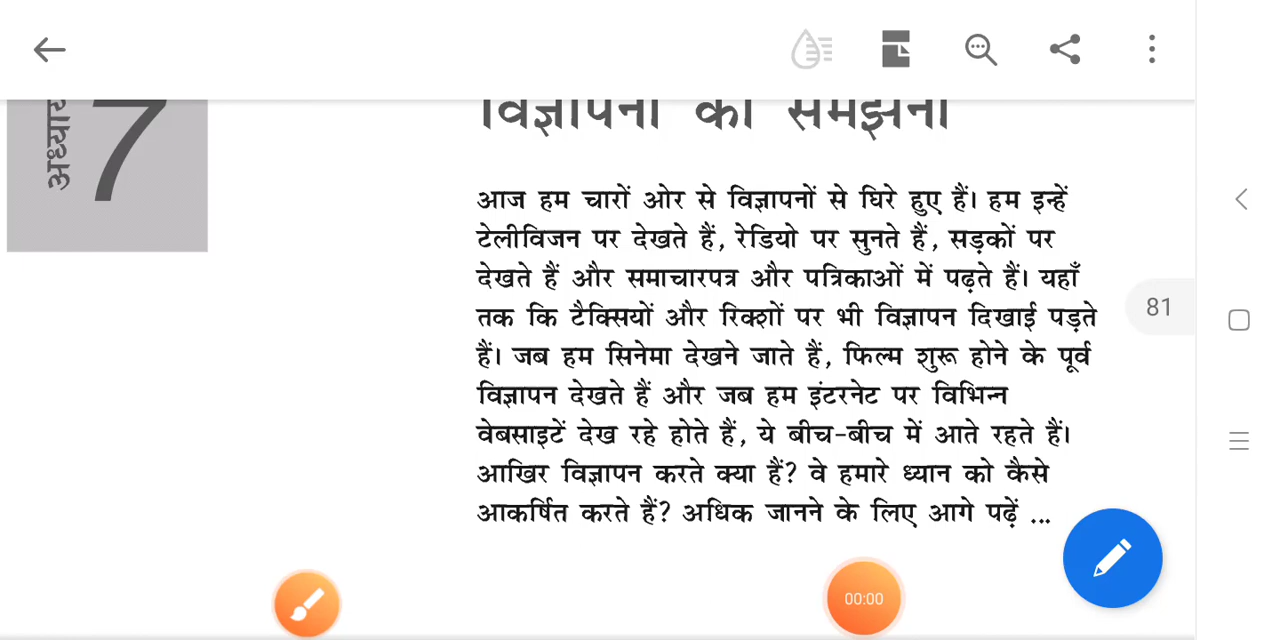 अध्याय
7
विज्ञापनों को समझना
आज हम चारों ओर से विज्ञापनों से घिरे हुए हैं। हम इन्हें
टेलीविजन पर देखते हैं, रेडियो पर सुनते हैं, सड़कों पर
देखते हैं और समाचारपत्र और पत्रिकाओं में पढ़ते हैं। यहाँ
तक कि टैक्सियों और रिक्शों पर भी विज्ञापन दिखाई पड़ते
हैं। जब हम सिनेमा देखने जाते हैं, फिल्म शुरू होने के पूर्व
विज्ञापन देखते हैं और जब हम इंटरनेट पर विभिन्न
वेबसाइटें देख रहे होते हैं, ये बीच-बीच में आते रहते हैं।
आखिर विज्ञापन करते क्या हैं? वे हमारे ध्यान को कैसे
आकर्षित करते हैं? अधिक जानने के लिए आगे पढ़ें ...
81
00:00